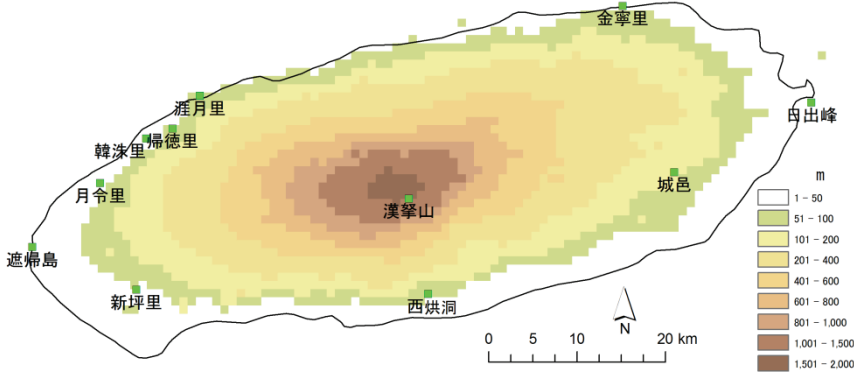 金寧里
涯月里
日出峰
帰徳里
韓洙里
城邑
月令里
漢拏山
遮帰島
新坪里
西烘洞
m
1 - 50
51 - 100
101 - 200
201 - 400
401 - 600
601 - 800
801 - 1,000
1,001 - 1,500
1,501 - 2,000
N
0 5 10 20 km